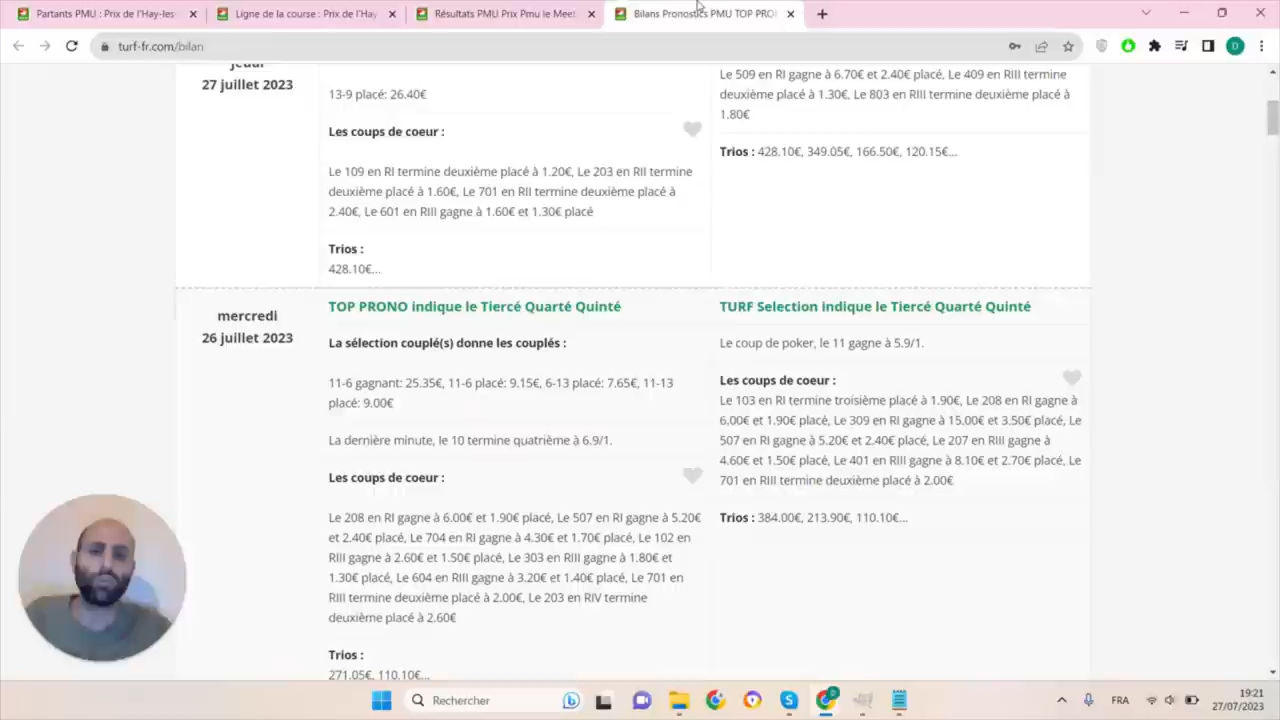 Partants PMU : Prix de l'Hay-les-
Ligne de la course : Prix de l'Hay
Résultats PMU Prix Pmu le Meet
Bilans Pronostics PMU TOP PRO
turf-fr.com/bilan
D
jeudi
27 juillet 2023
13-9 placé: 26.40€
Les coups de coeur :
Le 109 en RI termine deuxième placé à 1.20€, Le 203 en RII termine
deuxième placé à 1.60€, Le 701 en RII termine deuxième placé à
2.40€, Le 601 en RIII gagne à 1.60€ et 1.30€ placé
Trios :
428.10€...
Le 509 en RI gagne à 6.70€ et 2.40€ placé, Le 409 en RIII termine
deuxième placé à 1.30€, Le 803 en RIII termine deuxième placé à
1.80€
Trios : 428.10€, 349.05€, 166.50€, 120.15€...
mercredi
26 juillet 2023
TOP PRONO indique le Tiercé Quarté Quinté
La sélection couplé(s) donne les couplés :
11-6 gagnant: 25.35€, 11-6 placé: 9.15€, 6-13 placé: 7.65€, 11-13
placé: 9.00€
La dernière minute, le 10 termine quatrième à 6.9/1.
Les coups de coeur :
Le 208 en RI gagne à 6.00€ et 1.90€ placé, Le 507 en RI gagne à 5.20€
et 2.40€ placé, Le 704 en RI gagne à 4.30€ et 1.70€ placé, Le 102 en
RIII gagne à 2.60€ et 1.50€ placé, Le 303 en RIII gagne à 1.80€ et
1.30€ placé, Le 604 en RIII gagne à 3.20€ et 1.40€ placé, Le 701 en
RIII termine deuxième placé à 2.00€, Le 203 en RIV termine
deuxième placé à 2.60€
Trios :
271.05€, 110.10€...
TURF Selection indique le Tiercé Quarté Quinté
Le coup de poker, le 11 gagne à 5.9/1.
Les coups de coeur :
Le 103 en RI termine troisième placé à 1.90€, Le 208 en RI gagne à
6.00€ et 1.90€ placé, Le 309 en RI gagne à 15.00€ et 3.50€ placé, Le
507 en RI gagne à 5.20€ et 2.40€ placé, Le 207 en RIII gagne à
4.60€ et 1.50€ placé, Le 401 en RIII gagne à 8.10€ et 2.70€ placé, Le
701 en RIII termine deuxième placé à 2.00€
Trios : 384.00€, 213.90€, 110.10€...
Rechercher
FRA
19:21
27/07/2023